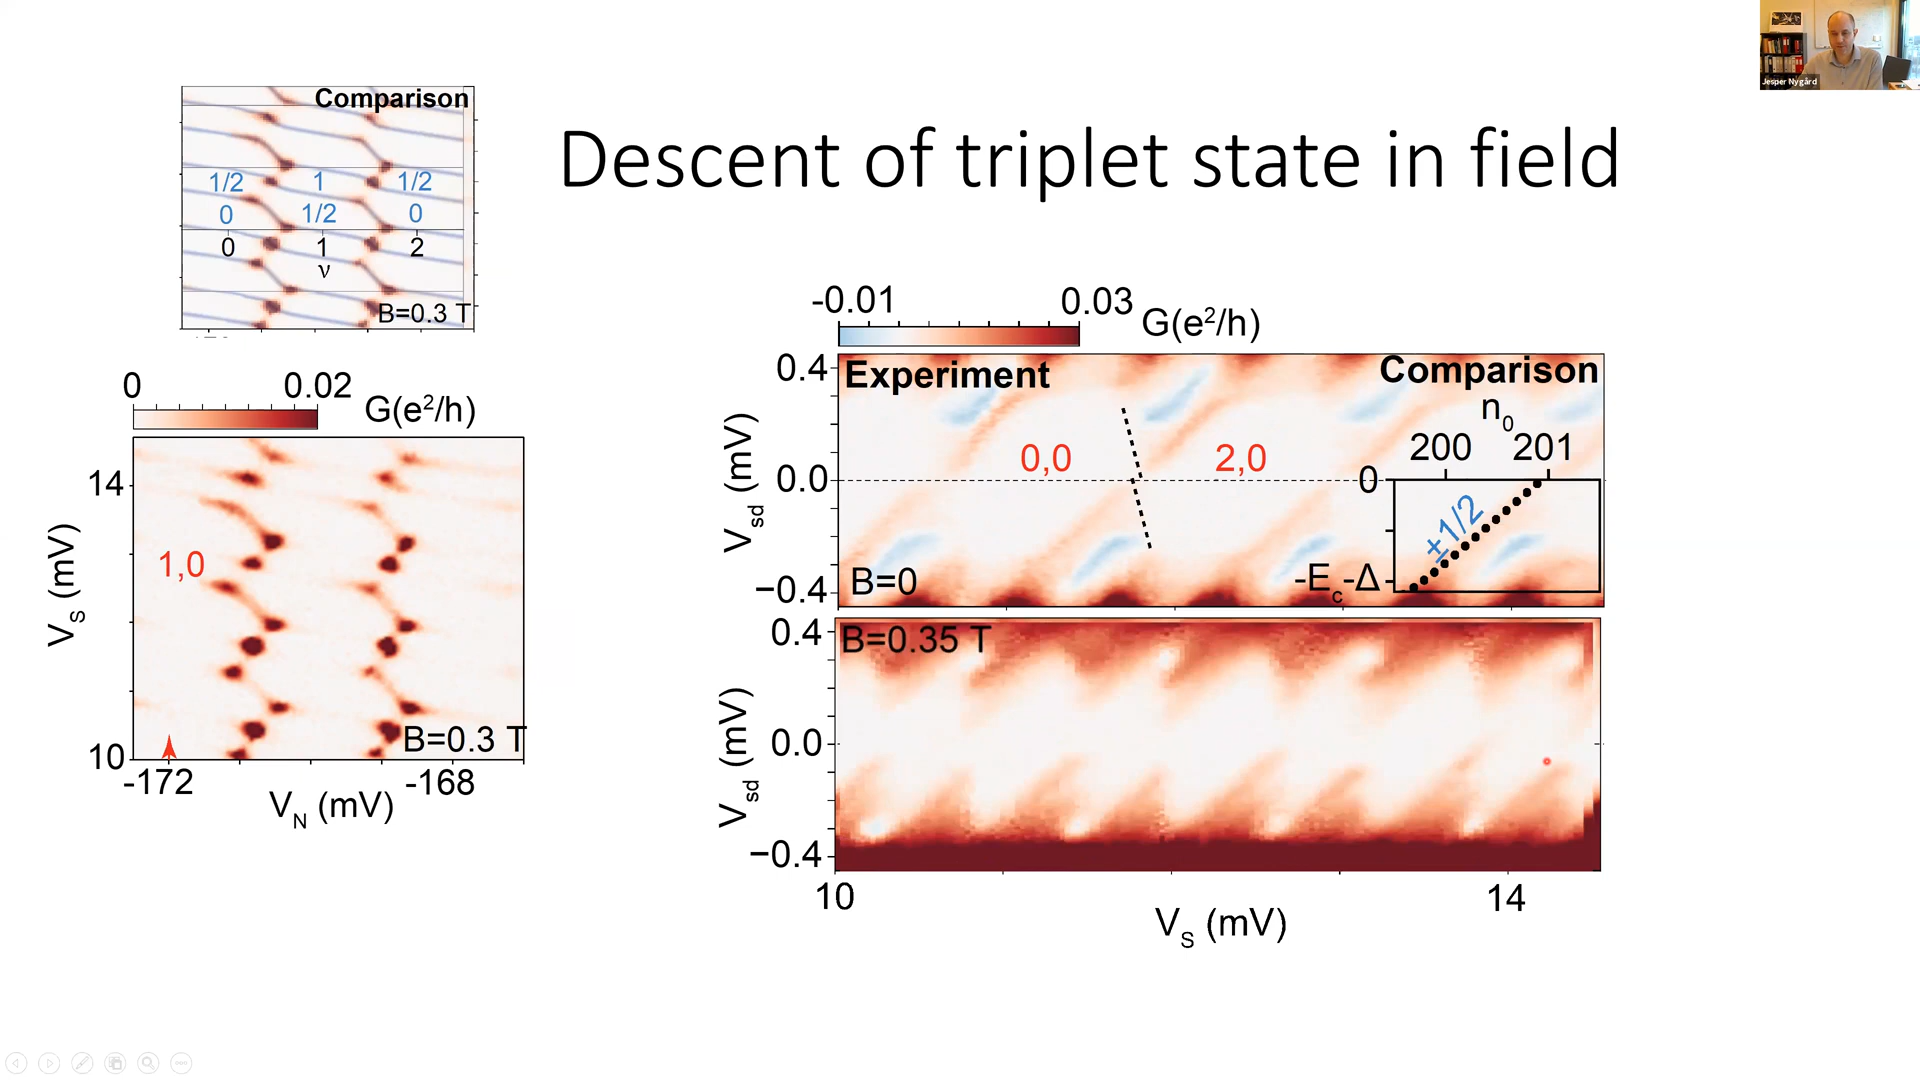 Jesper Nygård
Descent of triplet state in field
Comparison
1/2 1 1/2
0 1/2 0
0 1 2
ν
B=0.3 T
0 0.02
G(e²/h)
14
1,0
10
B=0.3 T
-172 -168
V_S (mV)
V_N (mV)
-0.01 0.03
G(e²/h)
Experiment
Comparison
n_0
200 201
0
±1/2
-E_c-Δ
0.4
0.0
−0.4
V_sd (mV)
0,0 2,0
B=0
B=0.35 T
0.4
0.0
−0.4
V_sd (mV)
10 14
V_S (mV)